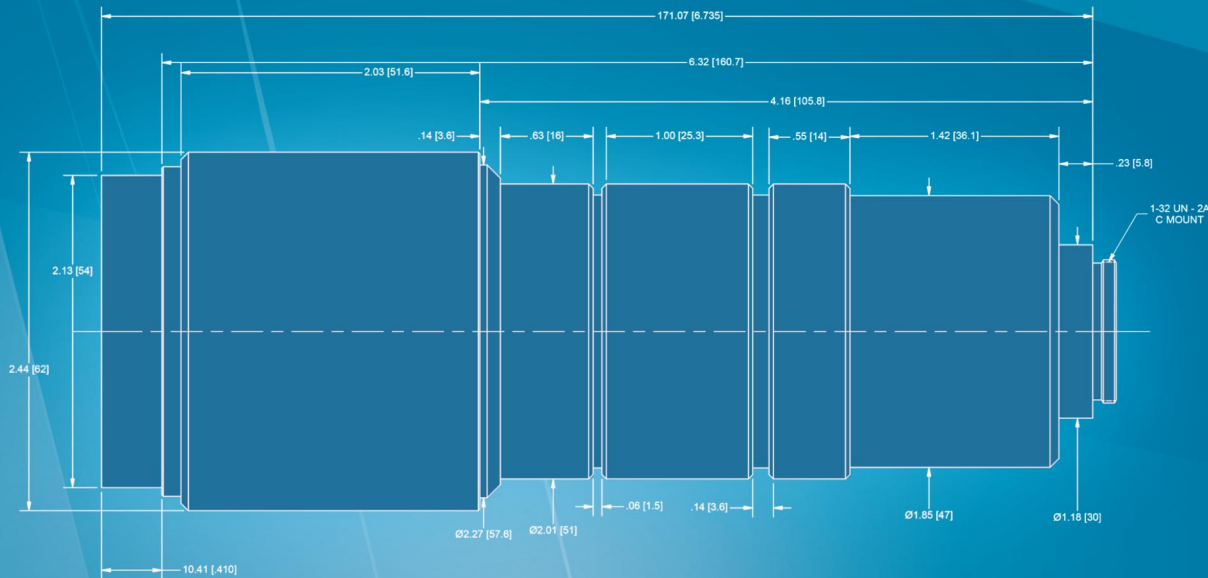 171.07 [6.735]
6.32 [160.7]
2.03 [51.6]
4.16 [105.8]
.14 [3.6]
.63 [16]
1.00 [25.3]
.55 [14]
1.42 [36.1]
.23 [5.8]
1-32 UN - 2A
C MOUNT
2.13 [54]
2.44 [62]
.06 [1.5]
.14 [3.6]
Ø2.27 [57.6]
Ø2.01 [51]
Ø1.85 [47]
Ø1.18 [30]
10.41 [.410]